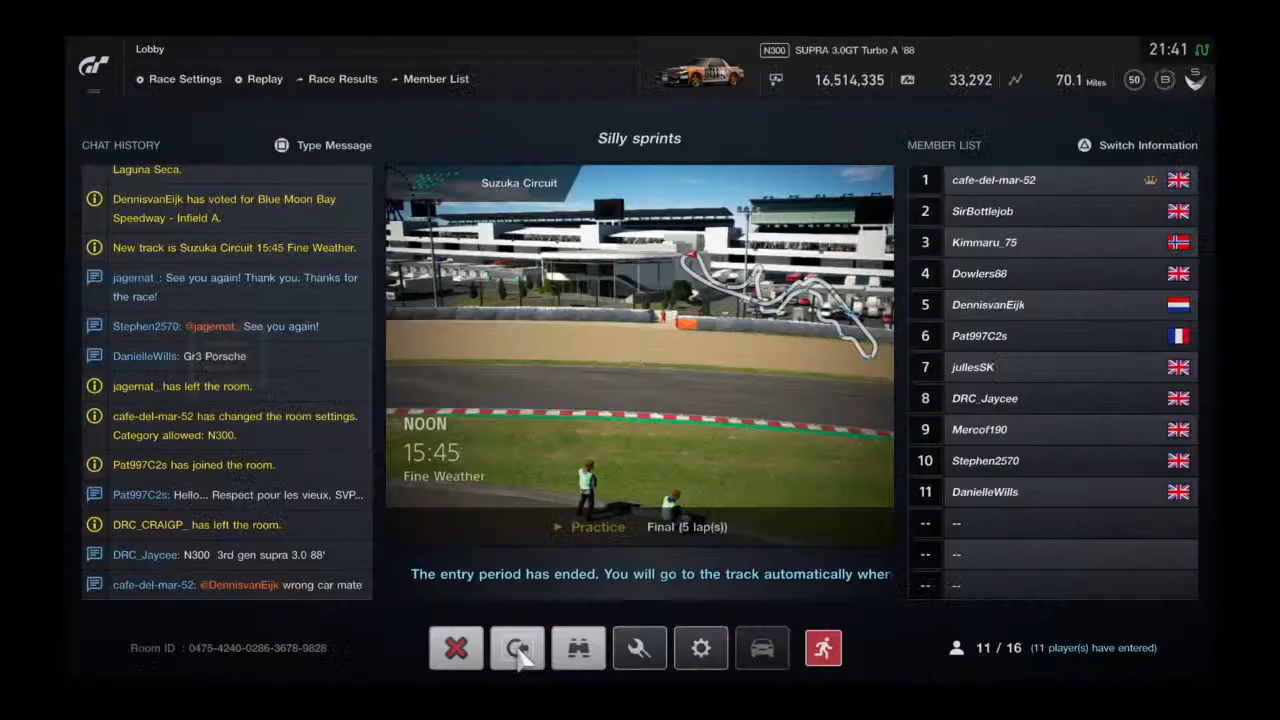 Lobby
Race Settings
Replay
Race Results
Member List
N300 SUPRA 3.0GT Turbo A '88
16,514,335
33,292
70.1 Miles
50
B
S
21:41
CHAT HISTORY
Type Message
Laguna Seca.
DennisvanEijk has voted for Blue Moon Bay
Speedway - Infield A.
New track is Suzuka Circuit 15:45 Fine Weather.
jagernat_: See you again! Thank you. Thanks for
the race!
Stephen2570: @jagernat_ See you again!
DanielleWills: Gr3 Porsche
jagernat_ has left the room.
cafe-del-mar-52 has changed the room settings.
Category allowed: N300.
Pat997C2s has joined the room.
Pat997C2s: Hello... Respect pour les vieux, SVP...
DRC_CRAIGP_ has left the room.
DRC_Jaycee: N300 3rd gen supra 3.0 88'
cafe-del-mar-52: @DennisvanEijk wrong car mate
Silly sprints
Suzuka Circuit
NOON
15:45
Fine Weather
Practice
Final (5 lap(s))
The entry period has ended. You will go to the track automatically when
MEMBER LIST
Switch Information
1 cafe-del-mar-52
2 SirBottlejob
3 Kimmaru_75
4 Dowlers88
5 DennisvanEijk
6 Pat997C2s
7 jullesSK
8 DRC_Jaycee
9 Mercof190
10 Stephen2570
11 DanielleWills
-- --
-- --
-- --
Room ID : 0475-4240-0286-3678-9828
11 / 16 (11 player(s) have entered)